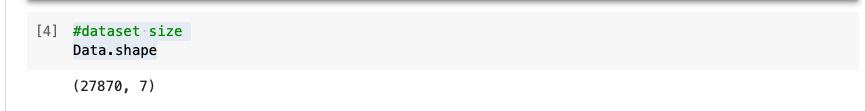 [4] #dataset size
Data.shape
(27870, 7)